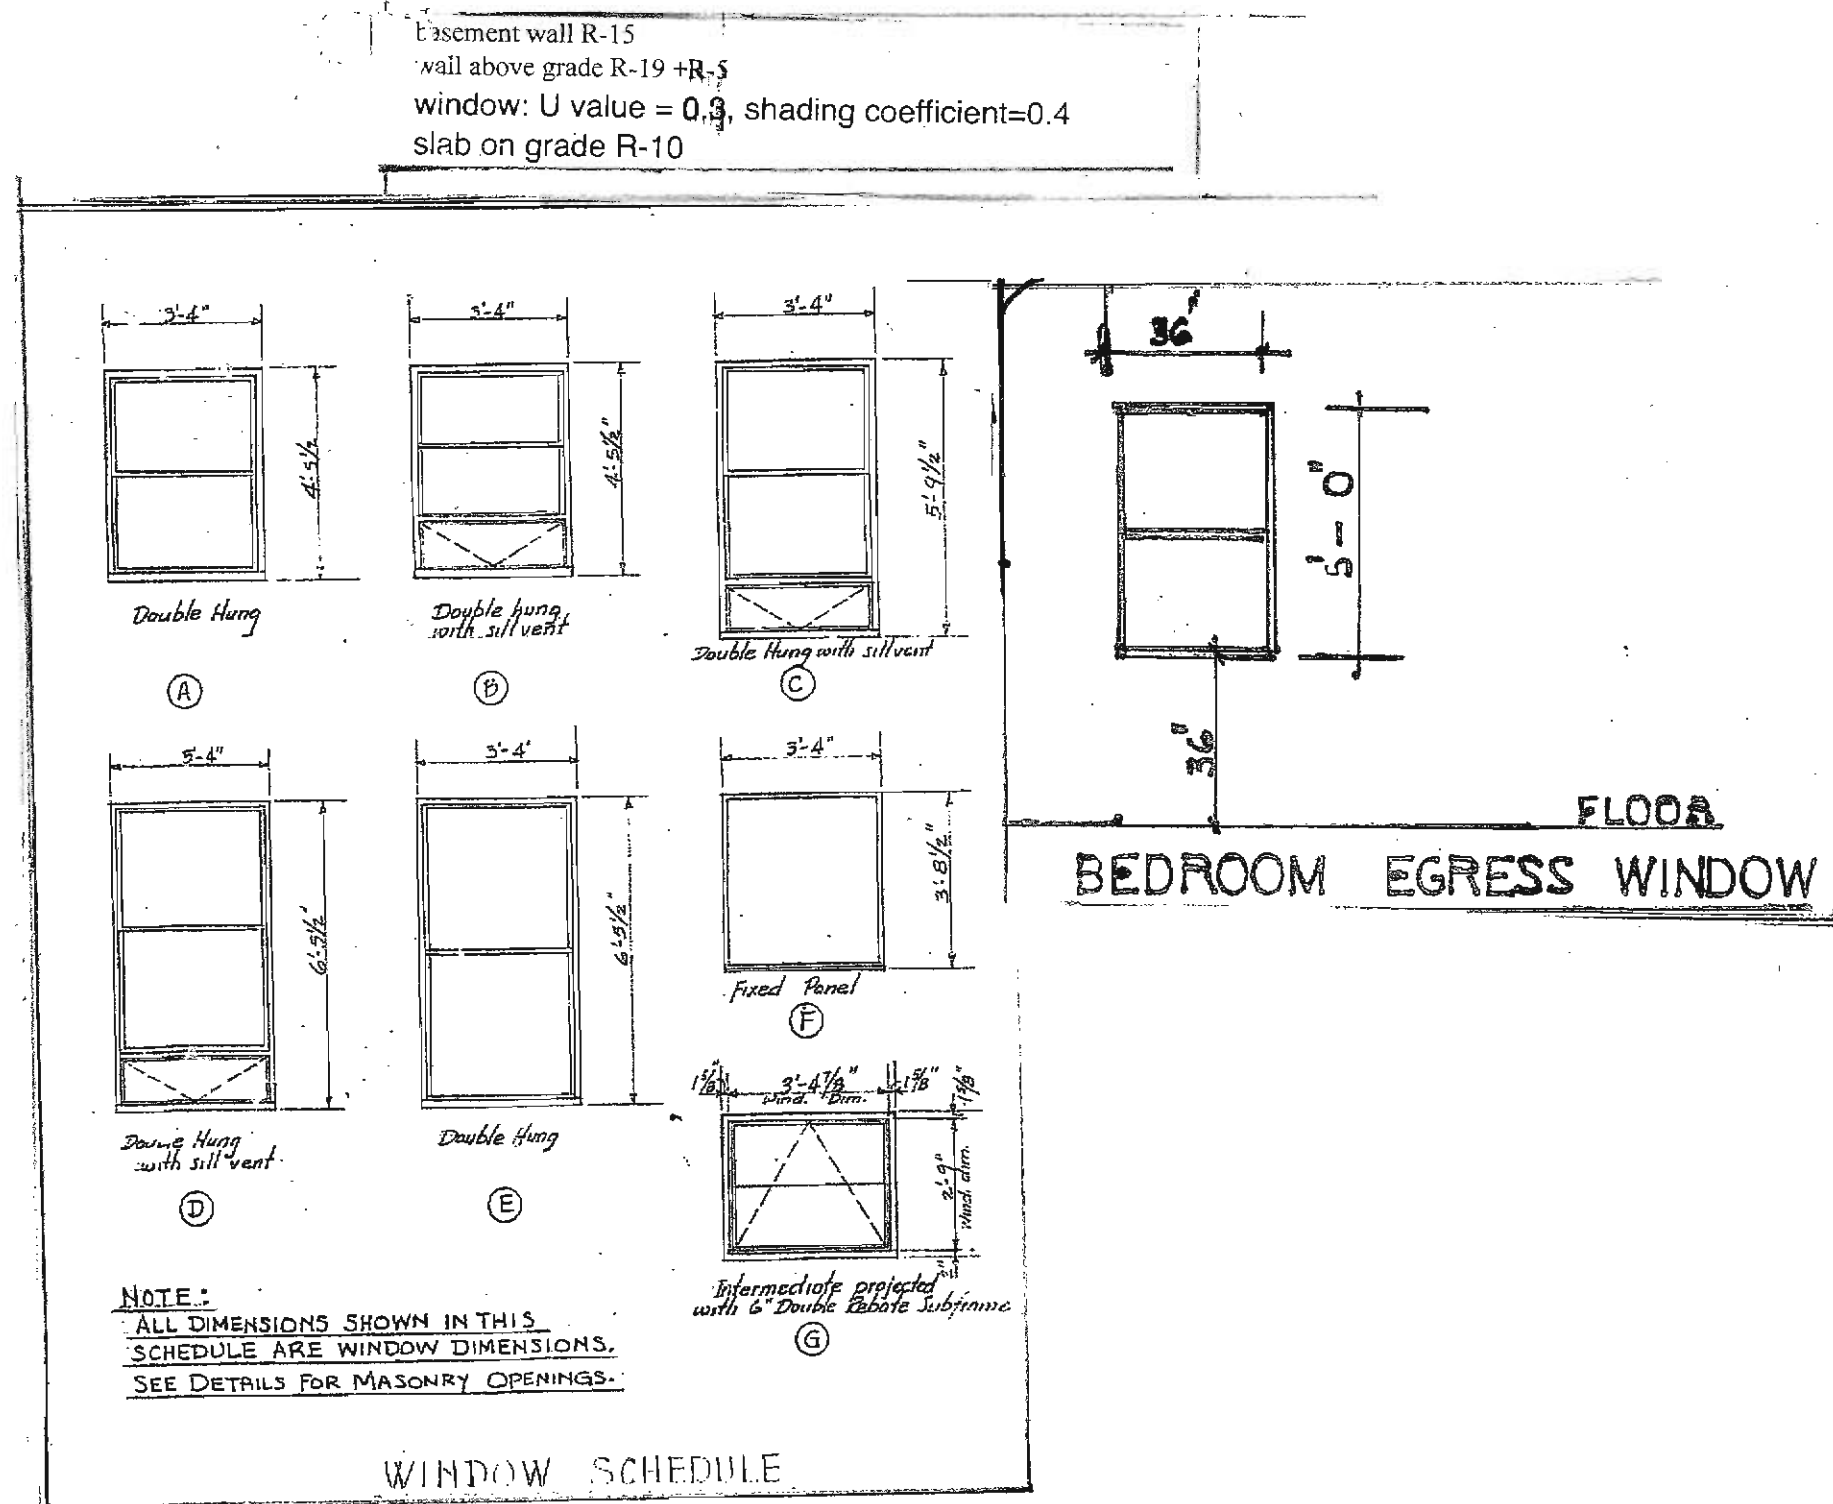 basement wall R-15
wall above grade R-19 +R-5
window: U value = 0.3, shading coefficient=0.4
slab on grade R-10
3'-4"
4'-5½
Double Hung
A
3'-4"
4'-5½"
Double hung
with sill vent
B
3'-4"
5'-9½"
Double Hung with sill vent
C
36"
5'-0"
36"
FLOOR
BEDROOM EGRESS WINDOW
5'-4"
6'-5½"
Hung
with sill vent
D
3'-4'
6'-5½"
Double Hung
E
3'-4"
3'-8½"
Fixed Panel
F
1⅝" 3'-4⅞" 1⅝" 1⅝"
Wind. Dim.
2'-9"
Wind. dim.
Intermediate projected
with 6" Double Rebate Subframe
G
NOTE:
ALL DIMENSIONS SHOWN IN THIS
SCHEDULE ARE WINDOW DIMENSIONS.
SEE DETAILS FOR MASONRY OPENINGS.
WINDOW SCHEDULE